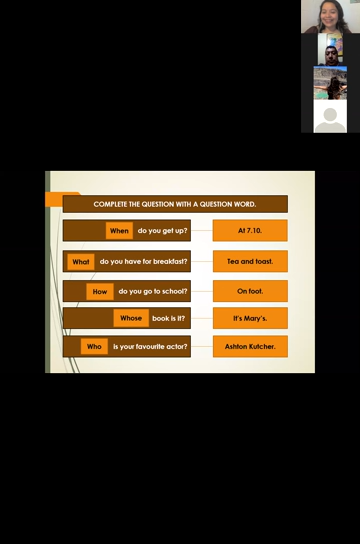 COMPLETE THE QUESTION WITH A QUESTION WORD.
When do you get up? At 7.10.
What do you have for breakfast? Tea and toast.
How do you go to school? On foot.
Whose book is it? It's Mary's.
Who is your favourite actor? Ashton Kutcher.